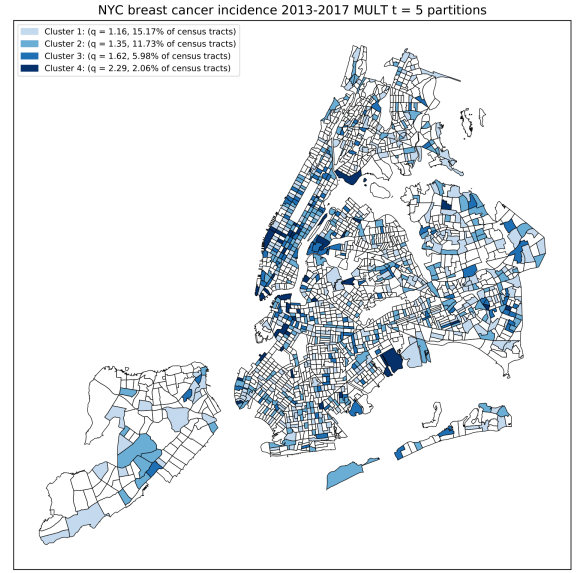 NYC breast cancer incidence 2013-2017 MULT t = 5 partitions
Cluster 1: (q = 1.16, 15.17% of census tracts)
Cluster 2: (q = 1.35, 11.73% of census tracts)
Cluster 3: (q = 1.62, 5.98% of census tracts)
Cluster 4: (q = 2.29, 2.06% of census tracts)